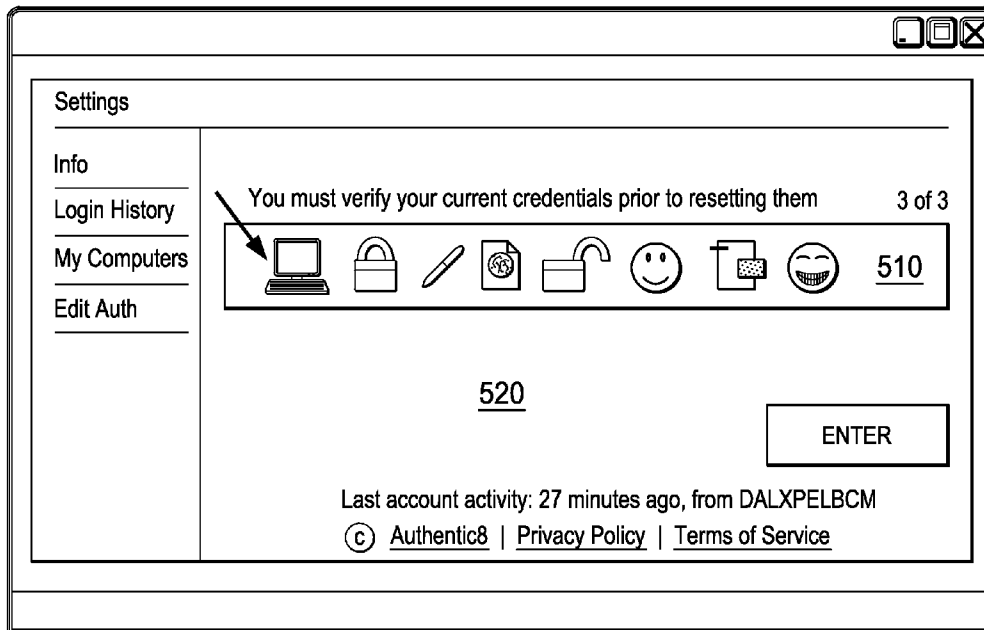 Settings
Info
Login History
My Computers
Edit Auth
You must verify your current credentials prior to resetting them 3 of 3
510
520
ENTER
Last account activity: 27 minutes ago, from DALXPELBCM
© Authentic8 | Privacy Policy | Terms of Service